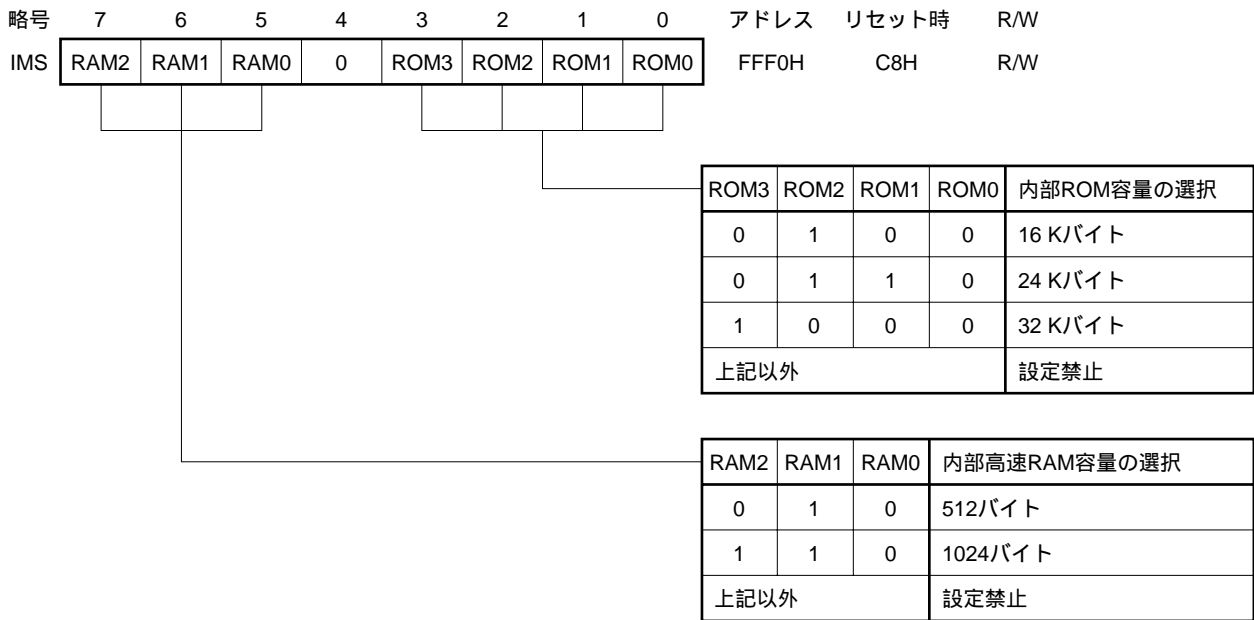 略号 7 6 5 4 3 2 1 0 アドレス リセット時 R/W
IMS RAM2 RAM1 RAM0 0 ROM3 ROM2 ROM1 ROM0 FFF0H C8H R/W
ROM3 ROM2 ROM1 ROM0 内部ROM容量の選択
0 1 0 0 16 Kバイト
0 1 1 0 24 Kバイト
1 0 0 0 32 Kバイト
上記以外 設定禁止
RAM2 RAM1 RAM0 内部高速RAM容量の選択
0 1 0 512バイト
1 1 0 1024バイト
上記以外 設定禁止